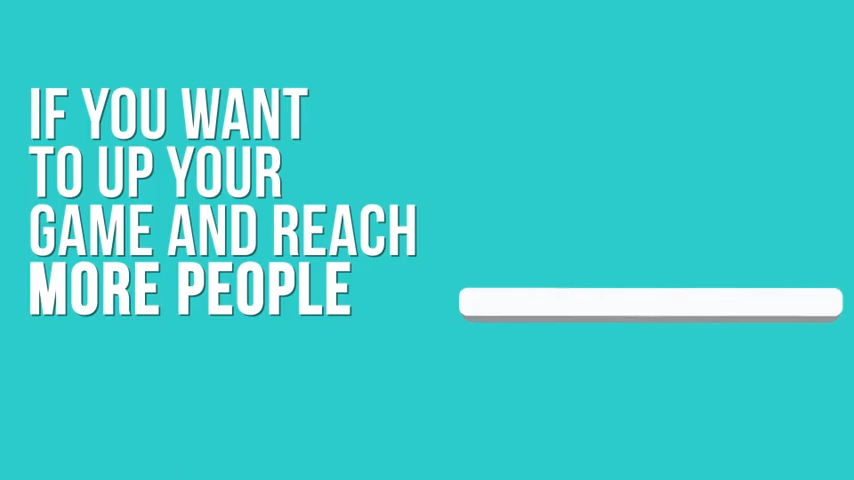 IF YOU WANT
TO UP YOUR
GAME AND REACH
MORE PEOPLE